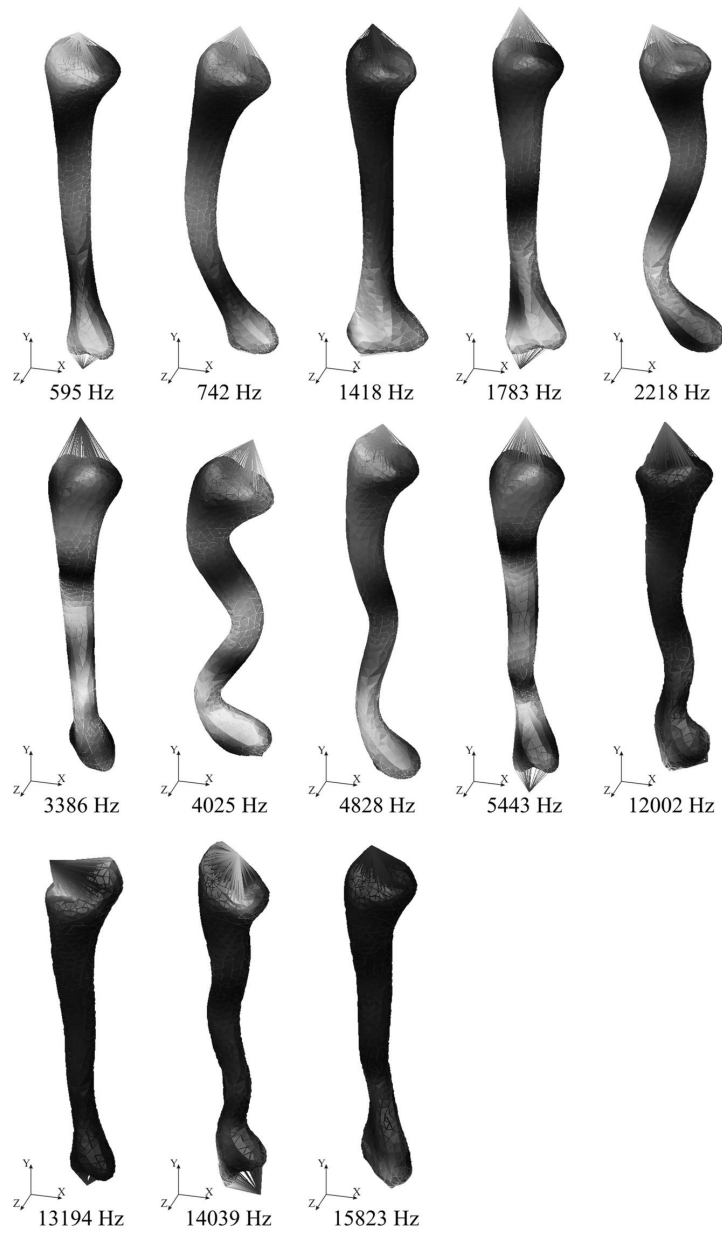 Y Y Y Y Y
Z X Z X Z X Z X Z X
595 Hz 742 Hz 1418 Hz 1783 Hz 2218 Hz
Y Y Y Y Y
Z X Z X Z X Z X Z X
3386 Hz 4025 Hz 4828 Hz 5443 Hz 12002 Hz
Y Y Y
Z X Z X Z X
13194 Hz 14039 Hz 15823 Hz